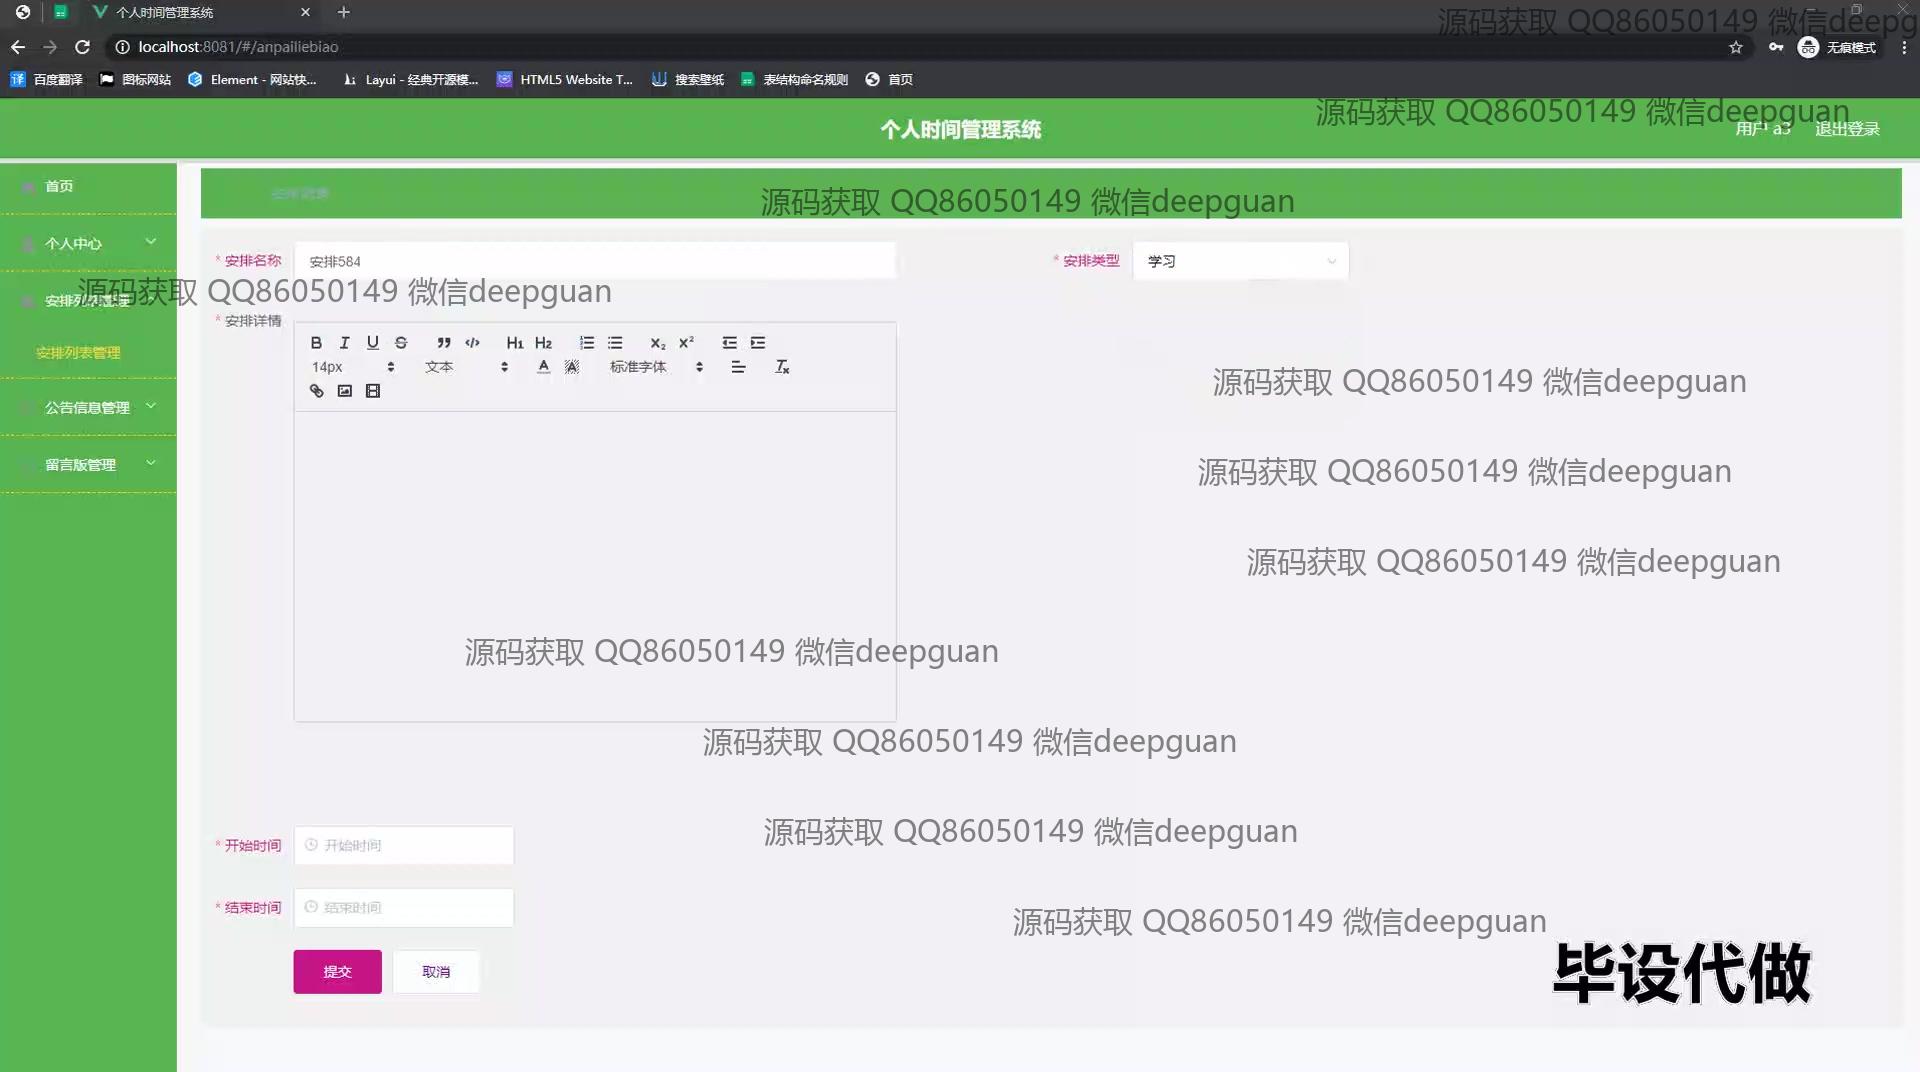 个人时间管理系统
源码获取 QQ86050149 微信deepg
localhost:8081/#/anpailiebiao
无痕模式
百度翻译
图标网站
Element - 网站快...
Layui - 经典开源模...
HTML5 Website T...
搜索壁纸
表结构命名规则
首页
源码获取 QQ86050149 微信deepguan
个人时间管理系统
用户 a3
退出登录
首页
源码获取 QQ86050149 微信deepguan
个人中心
* 安排名称
安排584
* 安排类型
学习
源码获取 QQ86050149 微信deepguan
安排列表管理
* 安排详情
B I U S ” </> H1 H2 X2 X2
安排列表管理
14px
文本
A
标准字体
源码获取 QQ86050149 微信deepguan
公告信息管理
留言版管理
源码获取 QQ86050149 微信deepguan
源码获取 QQ86050149 微信deepguan
源码获取 QQ86050149 微信deepguan
源码获取 QQ86050149 微信deepguan
源码获取 QQ86050149 微信deepguan
* 开始时间
开始时间
* 结束时间
结束时间
源码获取 QQ86050149 微信deepguan
提交
取消
毕设代做